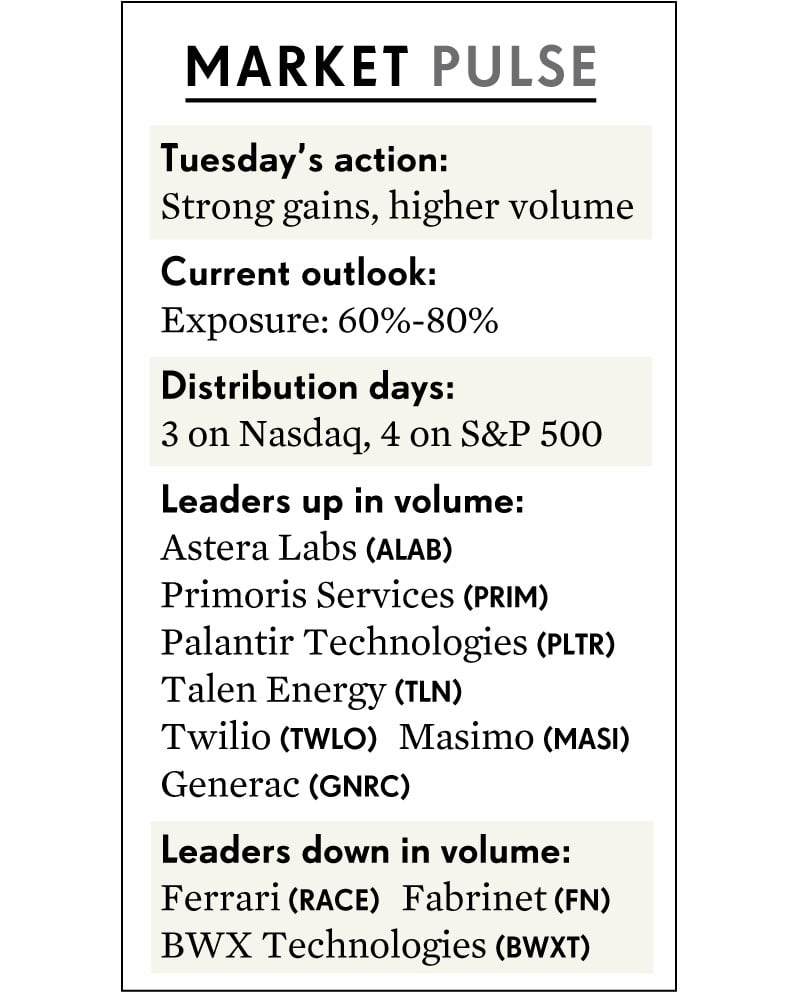 MARKET PULSE
Tuesday's action:
Strong gains, higher volume
Current outlook:
Exposure: 60%-80%
Distribution days:
3 on Nasdaq, 4 on S&P 500
Leaders up in volume:
Astera Labs (ALAB)
Primoris Services (PRIM)
Palantir Technologies (PLTR)
Talen Energy (TLN)
Twilio (TWLO) Masimo (MASI)
Generac (GNRC)
Leaders down in volume:
Ferrari (RACE) Fabrinet (FN)
BWX Technologies (BWXT)